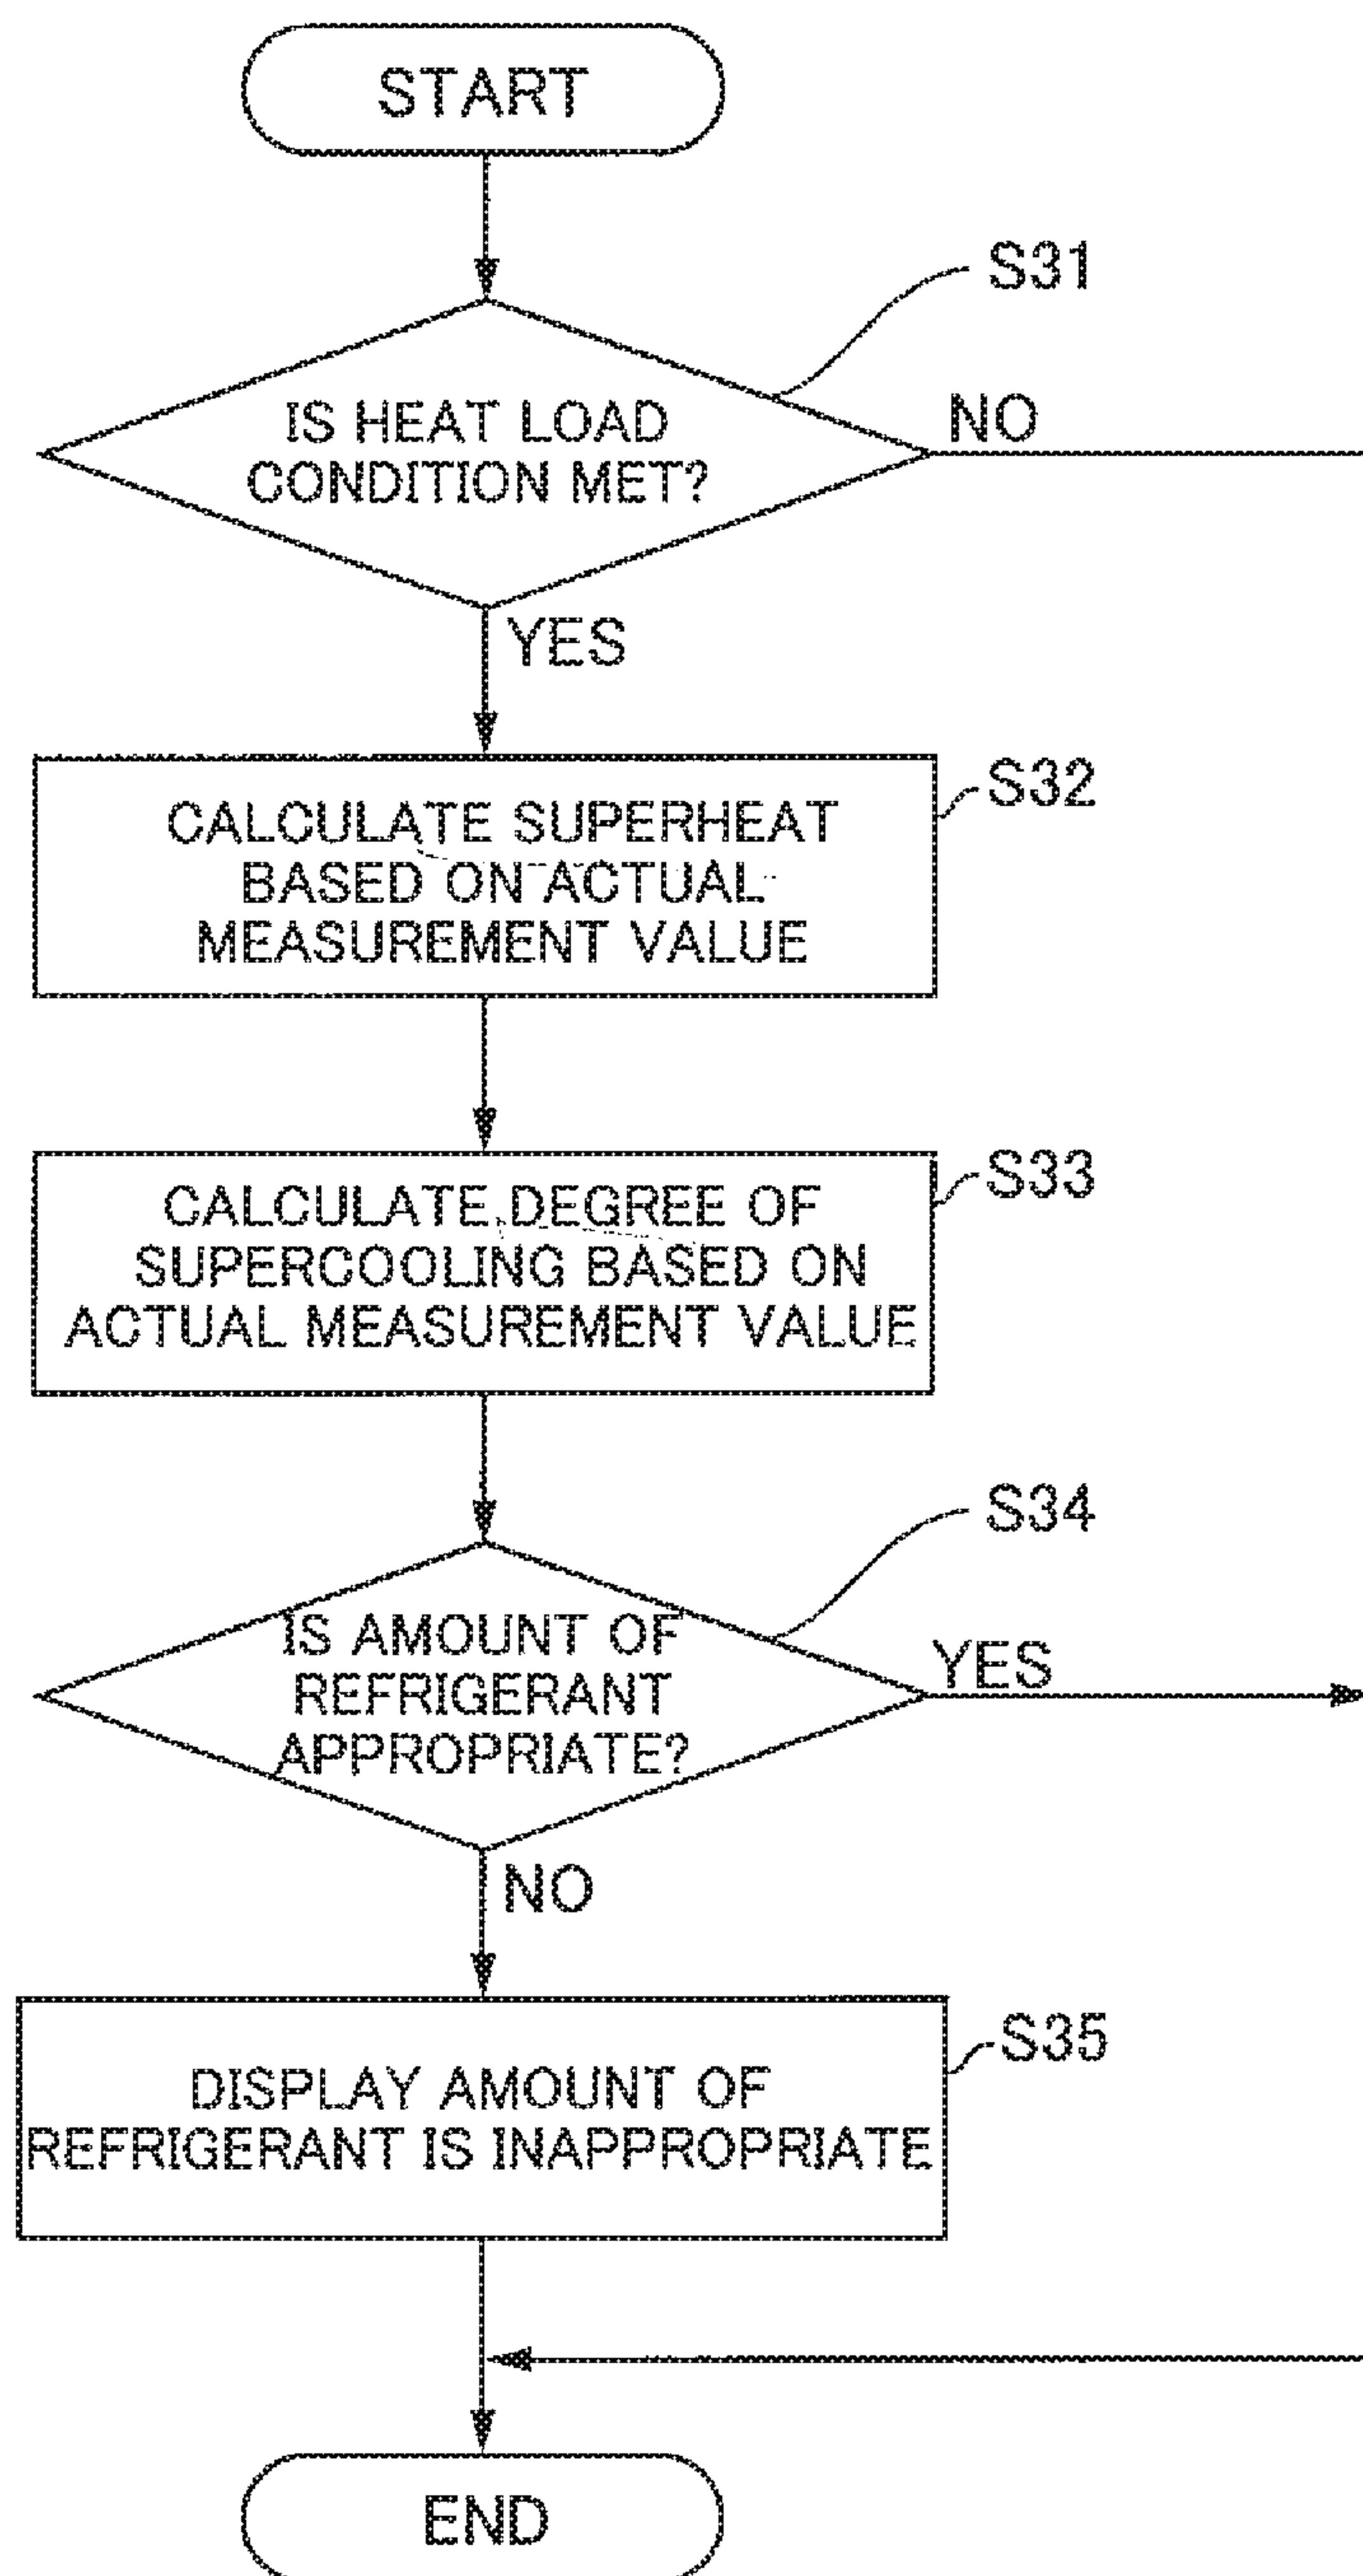 START
S31
IS HEAT LOAD
CONDITION MET?
NO
YES
S32
CALCULATE SUPERHEAT
BASED ON ACTUAL
MEASUREMENT VALUE
S33
CALCULATE DEGREE OF
SUPERCOOLING BASED ON
ACTUAL MEASUREMENT VALUE
S34
IS AMOUNT OF
REFRIGERANT
APPROPRIATE?
YES
NO
S35
DISPLAY AMOUNT OF
REFRIGERANT IS INAPPROPRIATE
END